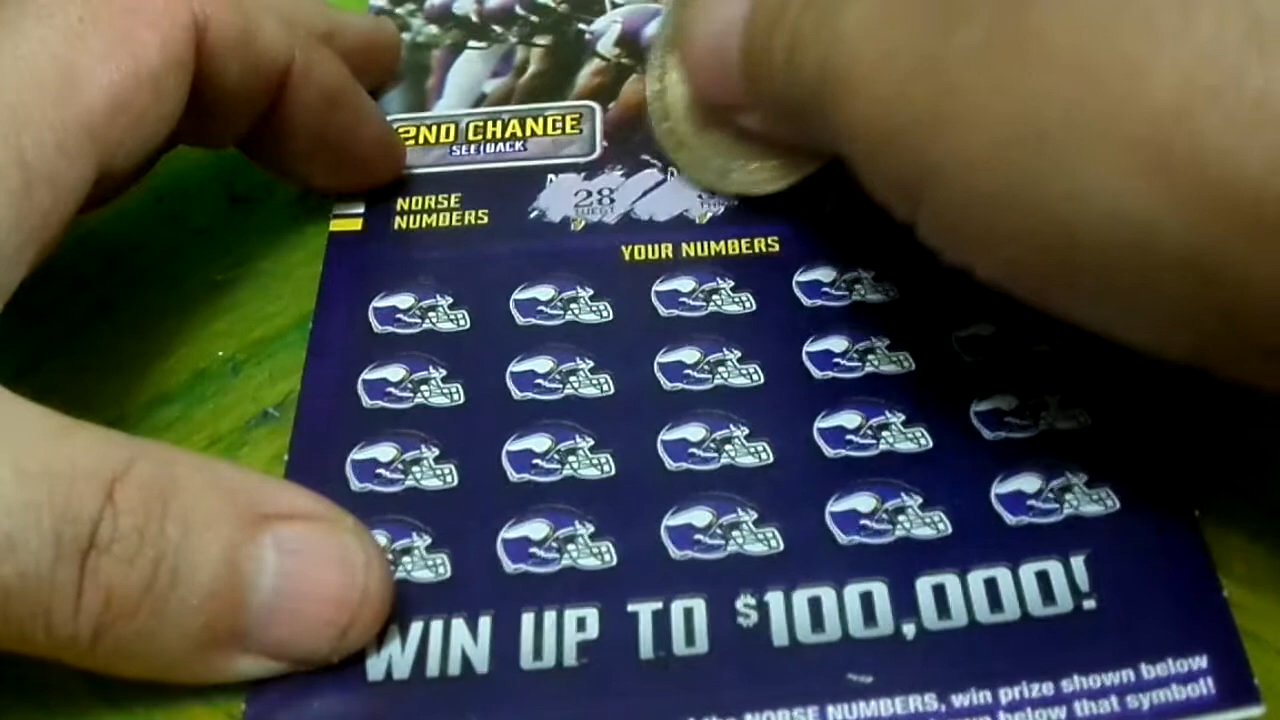 2ND CHANCE
SEE BACK
NORSE
NUMBERS
28
YOUR NUMBERS
WIN UP TO $100,000!
NORSE NUMBERS, win prize shown below
below that symbol!